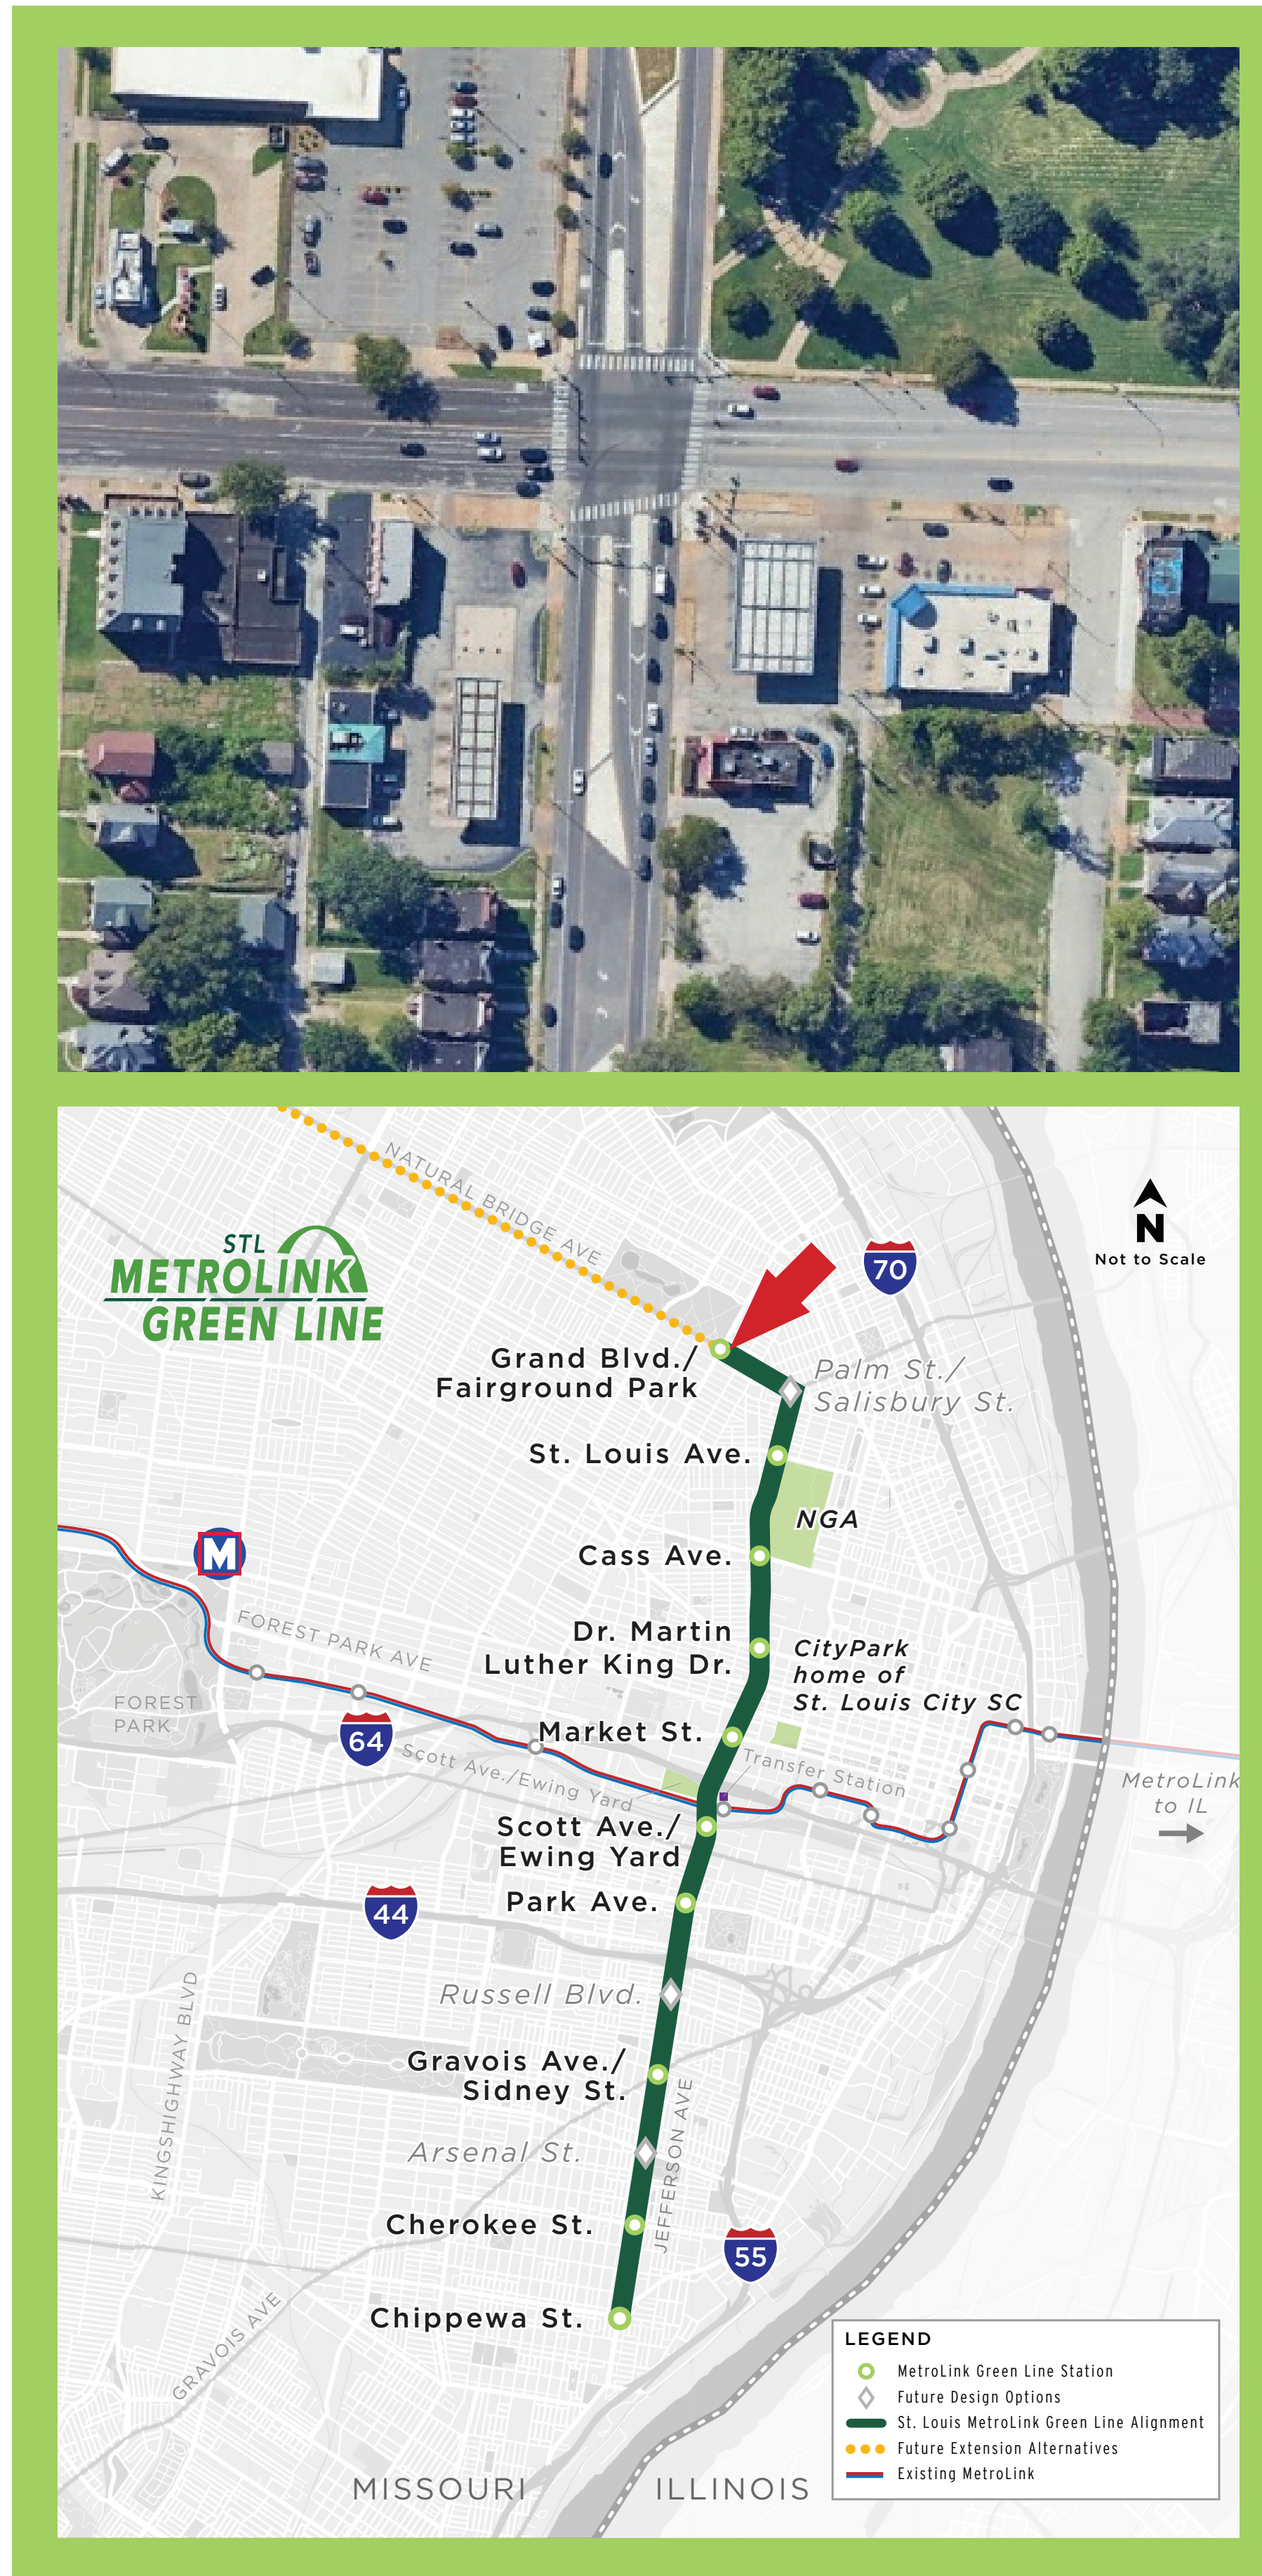 NATURAL BRIDGE AVE
N
Not to Scale
STL
METROLINK
GREEN LINE
70
Grand Blvd./
Fairground Park
Palm St./
Salisbury St.
St. Louis Ave.
NGA
M
Cass Ave.
FOREST PARK AVE
Dr. Martin
Luther King Dr.
CityPark
home of
St. Louis City SC
FOREST
PARK
64
Market St.
Scott Ave./Ewing Yard
Transfer Station
MetroLink
to IL
Scott Ave./
Ewing Yard
Park Ave.
44
Russell Blvd.
KINGSHIGHWAY BLVD
Gravois Ave./
Sidney St.
JEFFERSON AVE
Arsenal St.
Cherokee St.
55
Chippewa St.
GRAVOIS AVE
LEGEND
MetroLink Green Line Station
Future Design Options
St. Louis MetroLink Green Line Alignment
Future Extension Alternatives
Existing MetroLink
MISSOURI
ILLINOIS